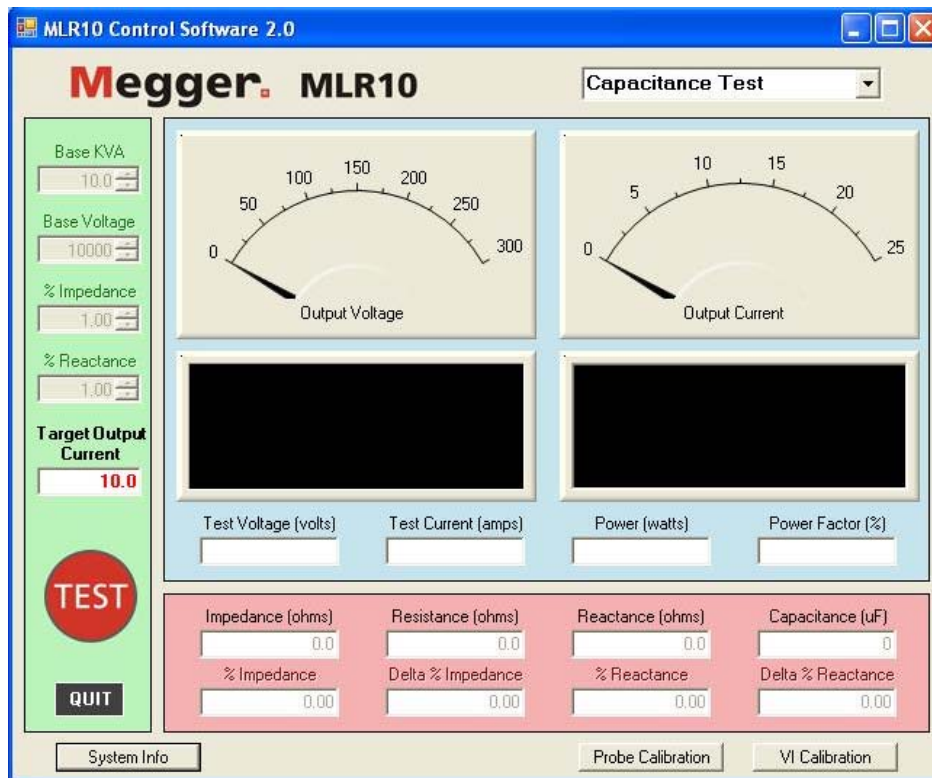 MLR10 Control Software 2.0
Megger. MLR10
Capacitance Test
Base KVA
10.0
Base Voltage
10000
% Impedance
1.00
% Reactance
1.00
Target Output
Current
10.0
TEST
QUIT
0 50 100 150 200 250 300
Output Voltage
0 5 10 15 20 25
Output Current
Test Voltage (volts) Test Current (amps) Power (watts) Power Factor (%)
Impedance (ohms) Resistance (ohms) Reactance (ohms) Capacitance (uF)
0.0 0.0 0.0 0
% Impedance Delta % Impedance % Reactance Delta % Reactance
0.00 0.00 0.00 0.00
System Info Probe Calibration VI Calibration